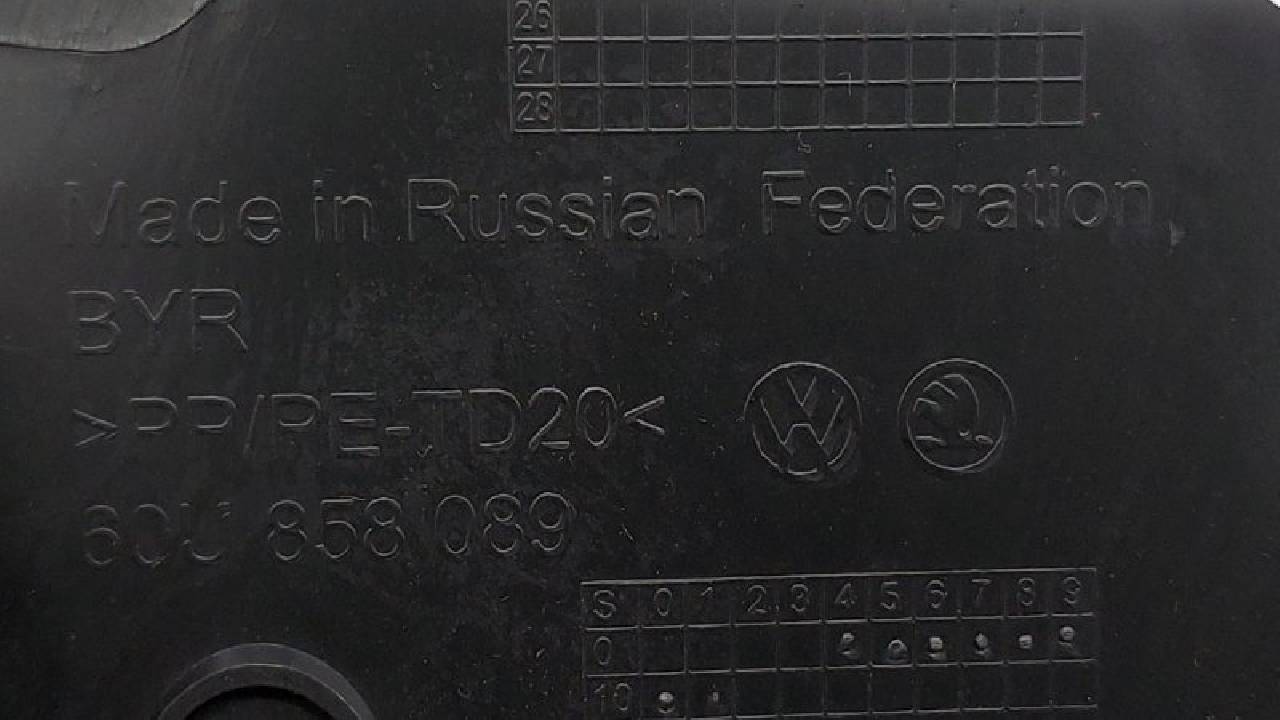 26
27
28
Made in Russian Federation
BYR
>PP/PE-TD20<
60U 858 089
S 0 1 2 3 4 5 6 7 8 9
0
10